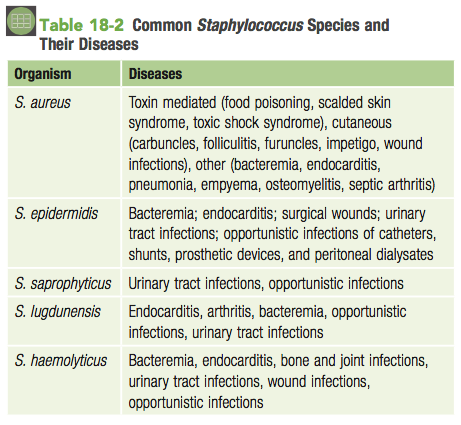 Table 18-2 Common Staphylococcus Species and
Their Diseases
Organism Diseases
S. aureus Toxin mediated (food poisoning, scalded skin
syndrome, toxic shock syndrome), cutaneous
(carbuncles, folliculitis, furuncles, impetigo, wound
infections), other (bacteremia, endocarditis,
pneumonia, empyema, osteomyelitis, septic arthritis)
S. epidermidis Bacteremia; endocarditis; surgical wounds; urinary
tract infections; opportunistic infections of catheters,
shunts, prosthetic devices, and peritoneal dialysates
S. saprophyticus Urinary tract infections, opportunistic infections
S. lugdunensis Endocarditis, arthritis, bacteremia, opportunistic
infections, urinary tract infections
S. haemolyticus Bacteremia, endocarditis, bone and joint infections,
urinary tract infections, wound infections,
opportunistic infections